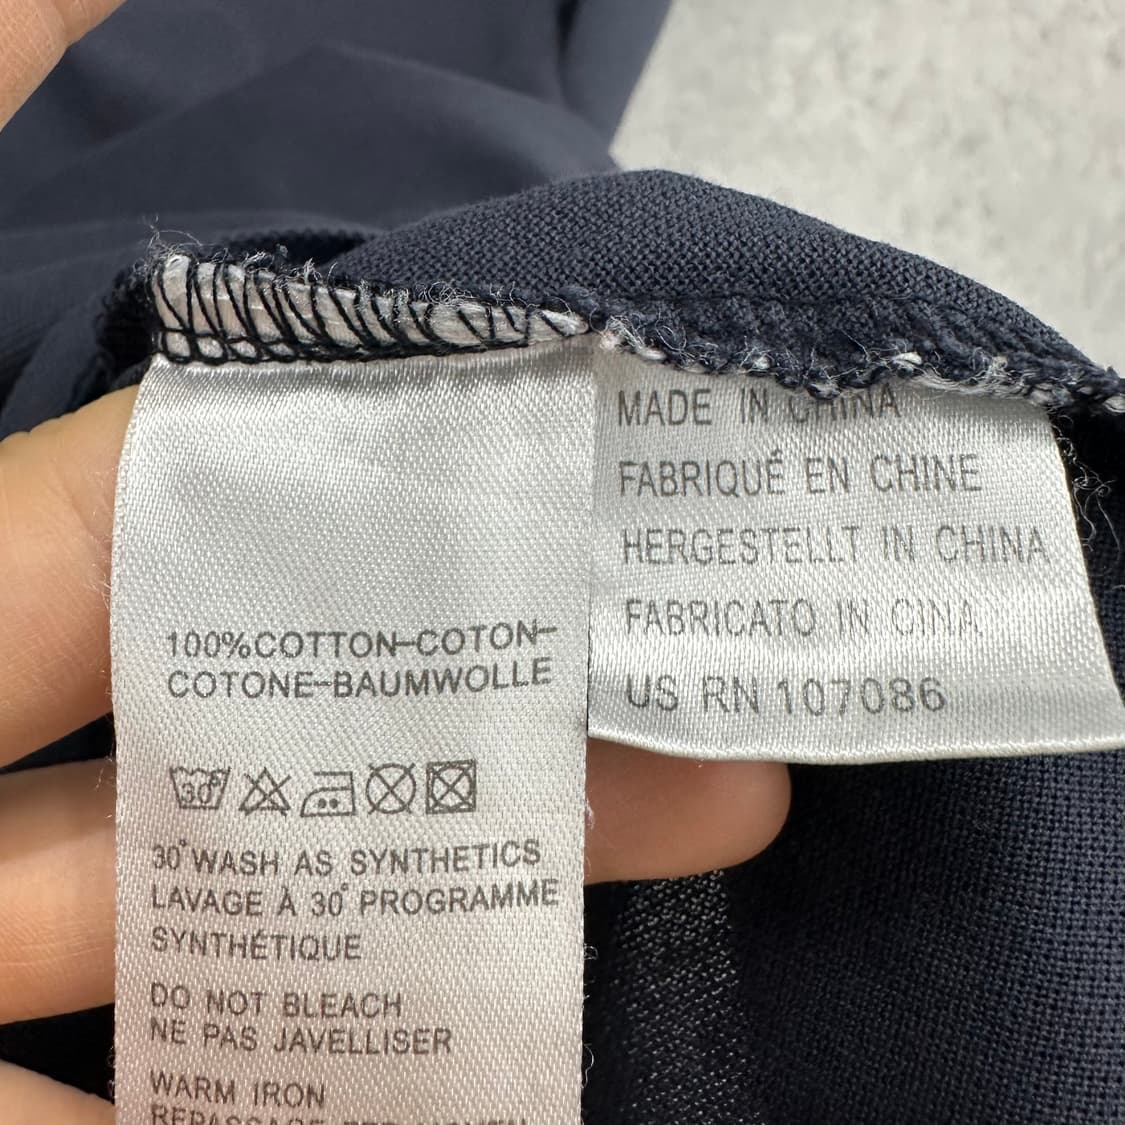 100%COTTON-COTON-
COTONE-BAUMWOLLE
30°
30°WASH AS SYNTHETICS
LAVAGE À 30° PROGRAMME
SYNTHÉTIQUE
DO NOT BLEACH
NE PAS JAVELLISER
WARM IRON
REPASSAGE
MADE IN CHINA
FABRIQUÉ EN CHINE
HERGESTELLT IN CHINA
FABRICATO IN CINA
US RN 107086